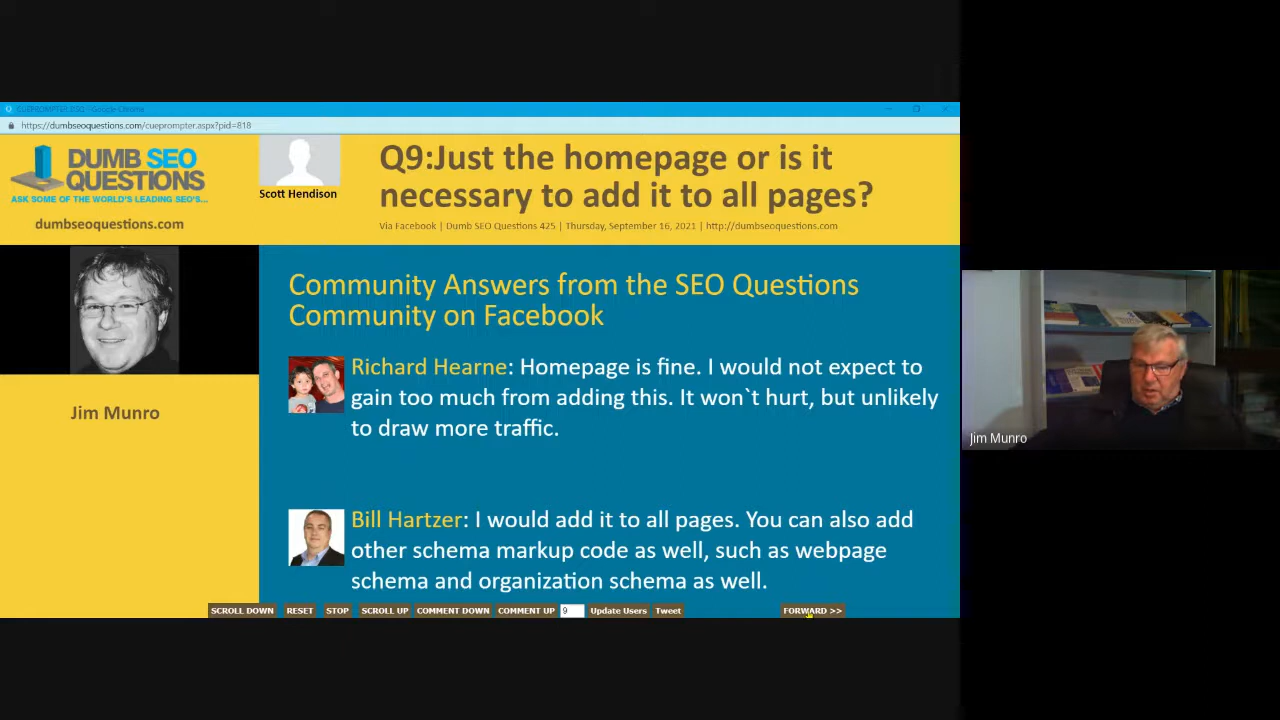 CUEPROMPTER: DSQ - Google Chrome
https://dumbseoquestions.com/cueprompter.aspx?pid=818
DUMB SEO
QUESTIONS
ASK SOME OF THE WORLD'S LEADING SEO'S...
dumbseoquestions.com
Scott Hendison
Q9:Just the homepage or is it
necessary to add it to all pages?
Via Facebook | Dumb SEO Questions 425 | Thursday, September 16, 2021 | http://dumbseoquestions.com
Jim Munro
Community Answers from the SEO Questions
Community on Facebook
Richard Hearne: Homepage is fine. I would not expect to
gain too much from adding this. It won`t hurt, but unlikely
to draw more traffic.
Bill Hartzer: I would add it to all pages. You can also add
other schema markup code as well, such as webpage
schema and organization schema as well.
SCROLL DOWN RESET STOP SCROLL UP COMMENT DOWN COMMENT UP 9 Update Users Tweet FORWARD >>
Jim Munro